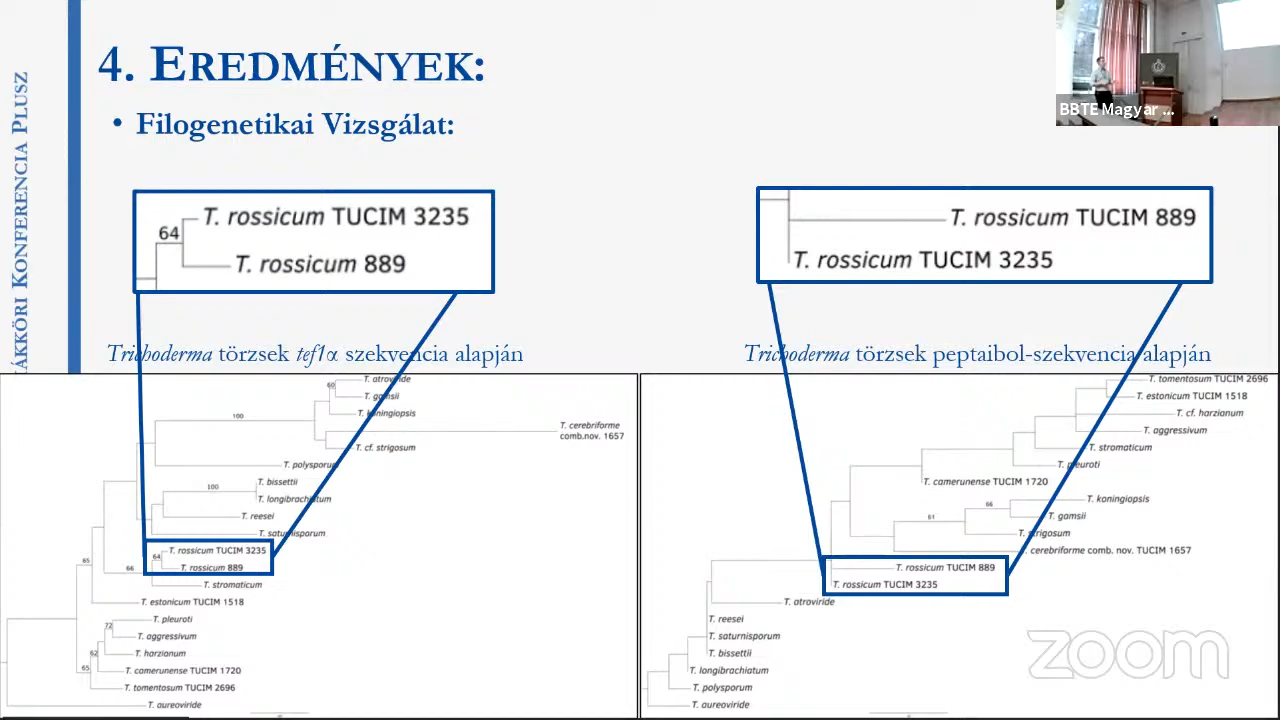 4. EREDMÉNYEK:
• Filogenetikai Vizsgálat:
ÁKKÖRI KONFERENCIA PLUSZ
BBTE Magyar ...
T. rossicum TUCIM 3235
64
T. rossicum 889
T. rossicum TUCIM 889
T. rossicum TUCIM 3235
Trichoderma törzsek tef1α szekvencia alapján
Trichoderma törzsek peptaibol-szekvencia alapján
T. atroviride
60
T. gamsii
T. koningiopsis
100
T. cerebriforme
comb.nov. 1657
T. cf. strigosum
T. polysporum
T. bissettii
100
T. longibrachiatum
T. reesei
T. saturnisporum
T. rossicum TUCIM 3235
64
65
T. rossicum 889
66
T. stromaticum
T. estonicum TUCIM 1518
T. pleuroti
72
T. aggressivum
T. harzianum
62
T. camerunense TUCIM 1720
65
T. tomentosum TUCIM 2696
T. aureoviride
T. tomentosum TUCIM 2696
T. estonicum TUCIM 1518
T. cf. harzianum
T. aggressivum
T. stromaticum
T. pleuroti
T. camerunense TUCIM 1720
T. koningiopsis
66
T. gamsii
61
T. strigosum
T. cerebriforme comb. nov. TUCIM 1657
T. rossicum TUCIM 889
T. rossicum TUCIM 3235
T. atroviride
T. reesei
T. saturnisporum
T. bissettii
T. longibrachiatum
T. polysporum
T. aureoviride
zoom